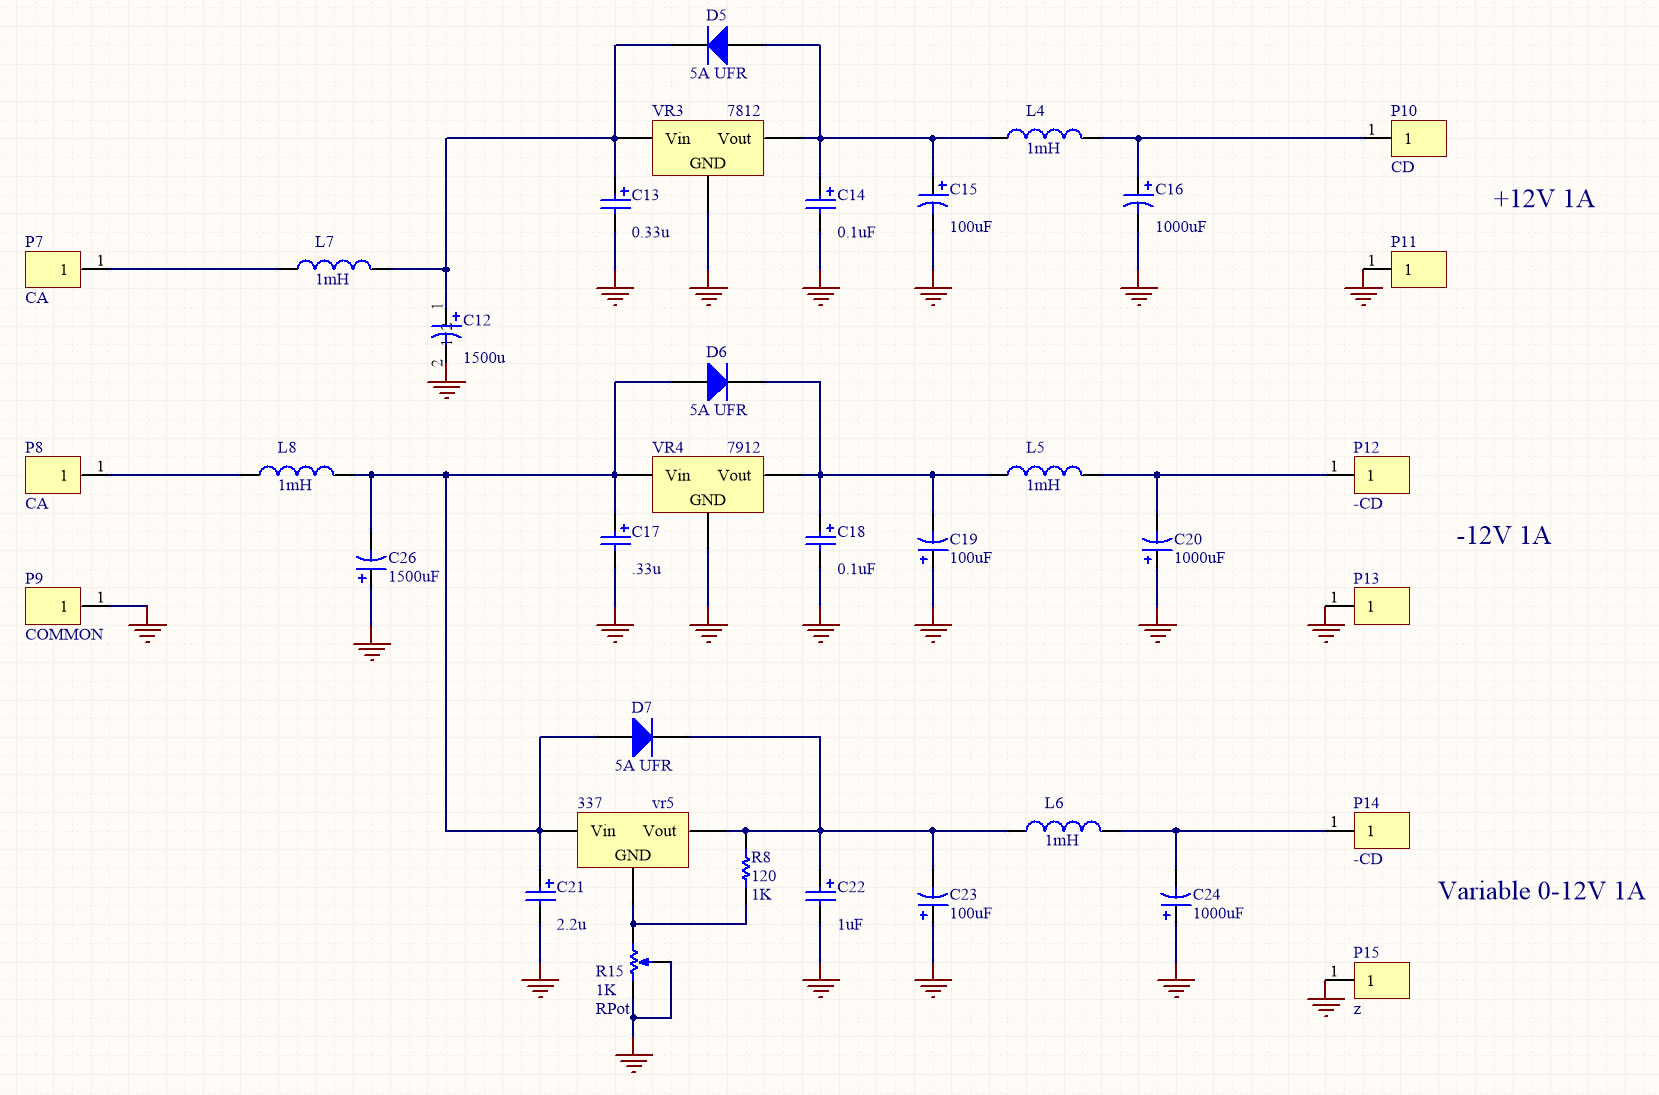 D5
5A UFR
VR3 7812
Vin Vout
GND
L4
1mH
P10
1
1
CD
+12V 1A
C13
0.33u
C14
0.1uF
C15
100uF
C16
1000uF
P7
1
1
CA
L7
1mH
P11
1
1
1
C12
1500u
2
D6
5A UFR
P8
1
1
CA
L8
1mH
VR4 7912
Vin Vout
GND
L5
1mH
P12
1
1
-CD
-12V 1A
C26
1500uF
C17
.33u
C18
0.1uF
C19
100uF
C20
1000uF
P9
1
1
COMMON
P13
1
1
D7
5A UFR
337 vr5
Vin Vout
GND
L6
1mH
P14
1
1
-CD
Variable 0-12V 1A
R8
120
1K
C21
2.2u
C22
1uF
C23
100uF
C24
1000uF
R15
1K
RPot
P15
1
1
z